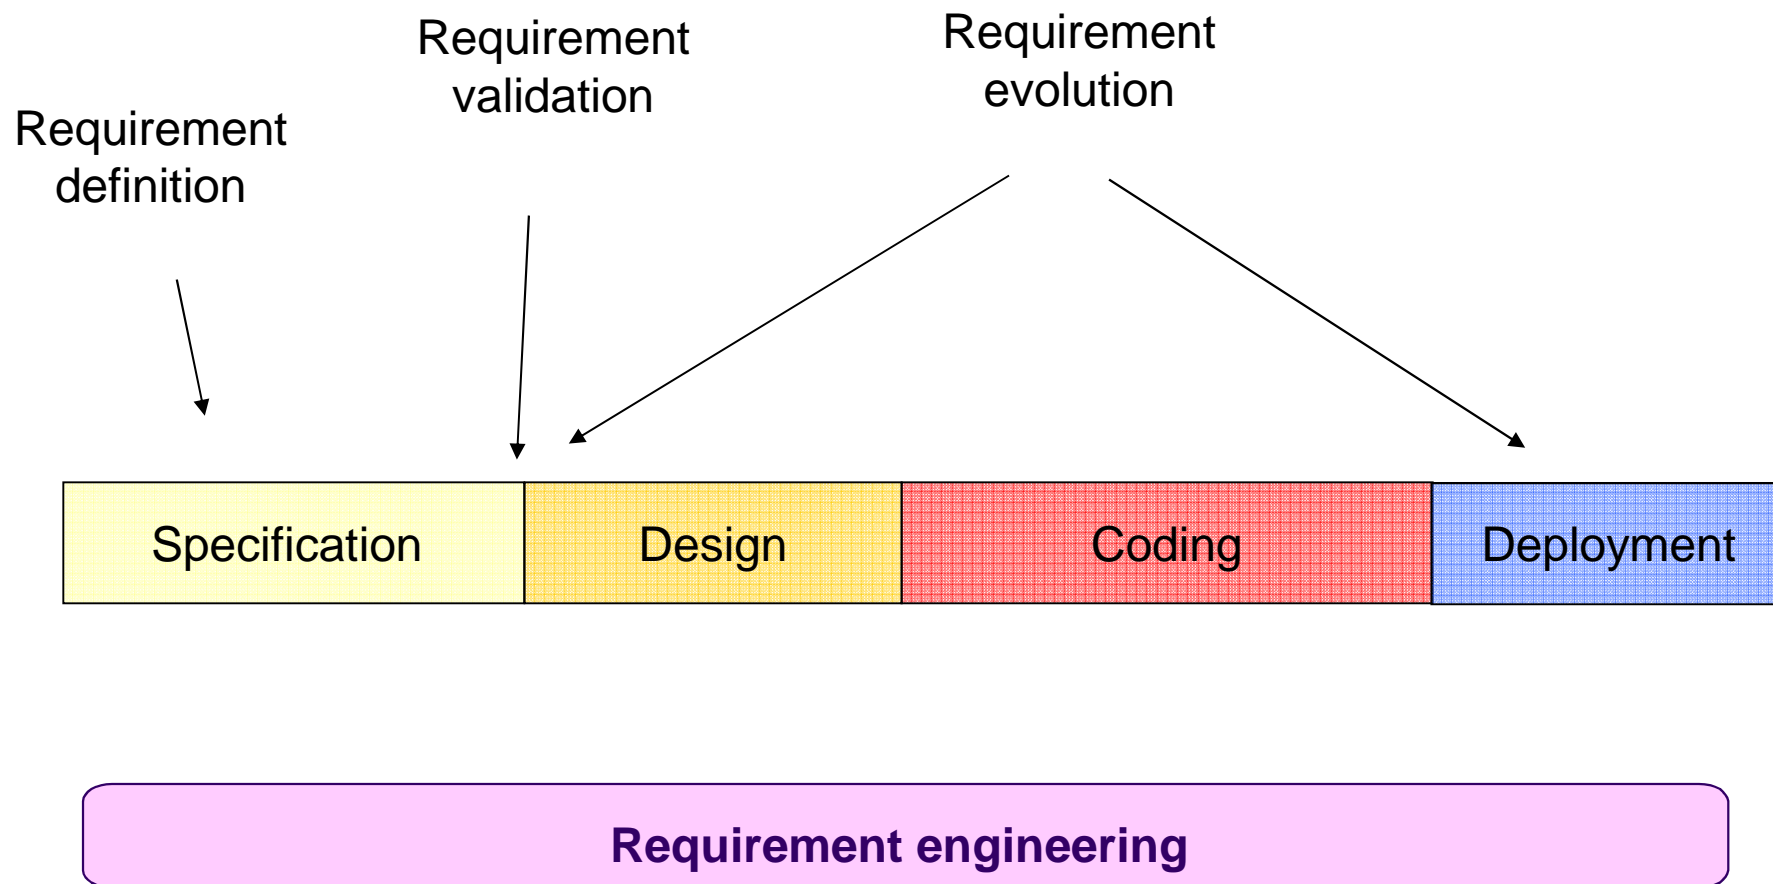 Requirement
definition
Requirement
validation
Requirement
evolution
Specification
Design
Coding
Deployment
Requirement engineering